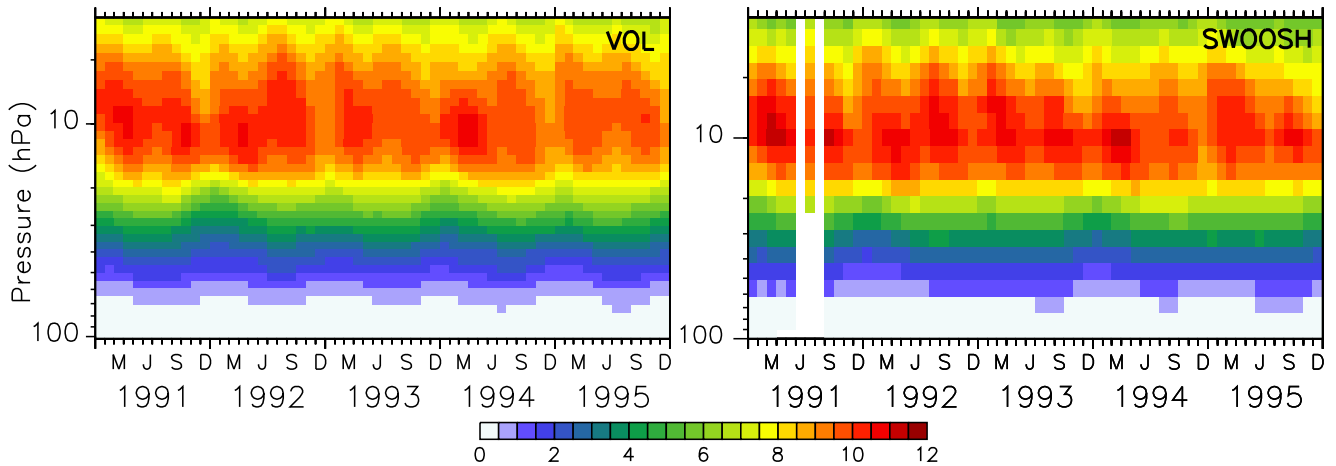 VOL
SWOOSH
Pressure (hPa)
10
100
10
100
M J S D M J S D M J S D M J S D M J S D
1991 1992 1993 1994 1995
M J S D M J S D M J S D M J S D M J S D
1991 1992 1993 1994 1995
0 2 4 6 8 10 12